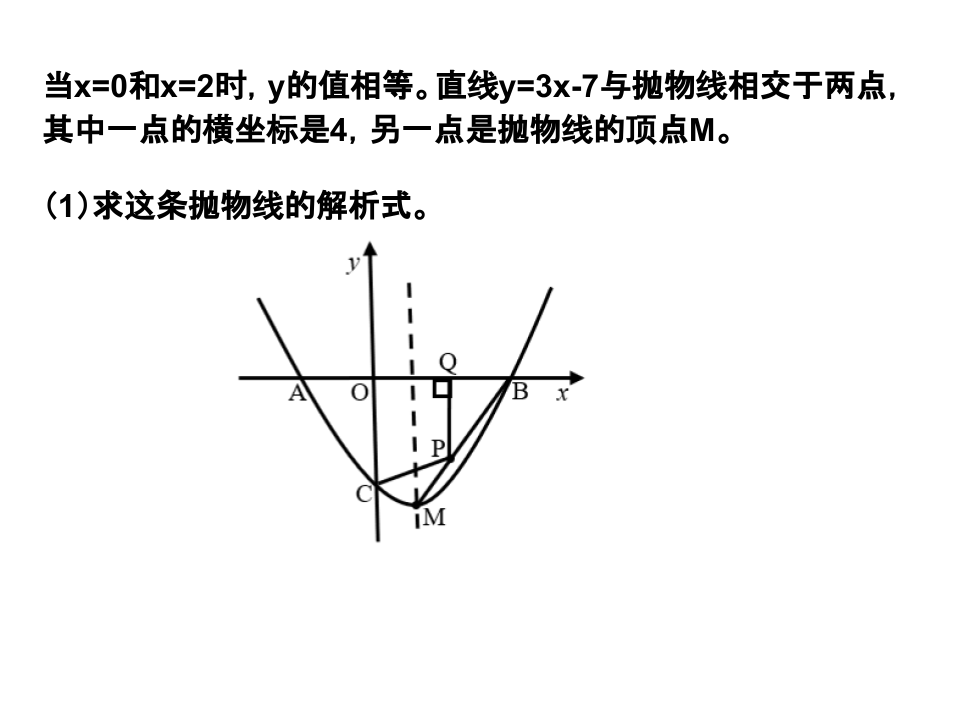 当x=0和x=2时，y的值相等。直线y=3x-7与抛物线相交于两点，
其中一点的横坐标是4，另一点是抛物线的顶点M。
（1）求这条抛物线的解析式。
y
Q
A
O
B
x
P
C
M